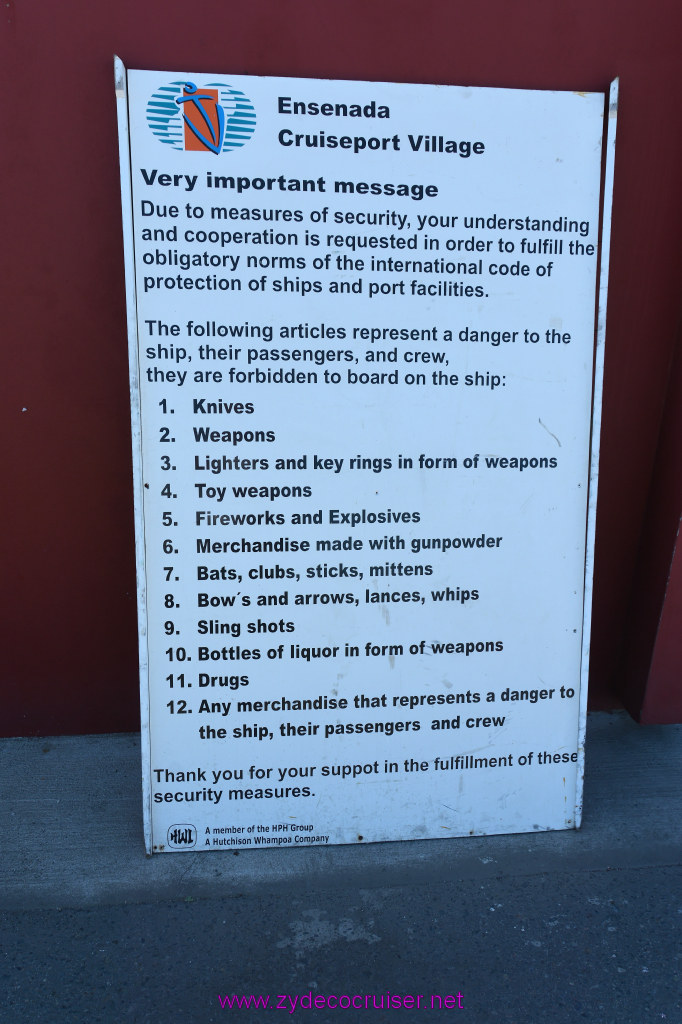 Ensenada
Cruiseport Village
Very important message
Due to measures of security, your understanding
and cooperation is requested in order to fulfill the
obligatory norms of the international code of
protection of ships and port facilities.
The following articles represent a danger to the
ship, their passengers, and crew,
they are forbidden to board on the ship:
1. Knives
2. Weapons
3. Lighters and key rings in form of weapons
4. Toy weapons
5. Fireworks and Explosives
6. Merchandise made with gunpowder
7. Bats, clubs, sticks, mittens
8. Bow´s and arrows, lances, whips
9. Sling shots
10. Bottles of liquor in form of weapons
11. Drugs
12. Any merchandise that represents a danger to
the ship, their passengers and crew
Thank you for your suppot in the fulfillment of these
security measures.
HWL
A member of the HPH Group
A Hutchison Whampoa Company
www.zydecocruiser.net